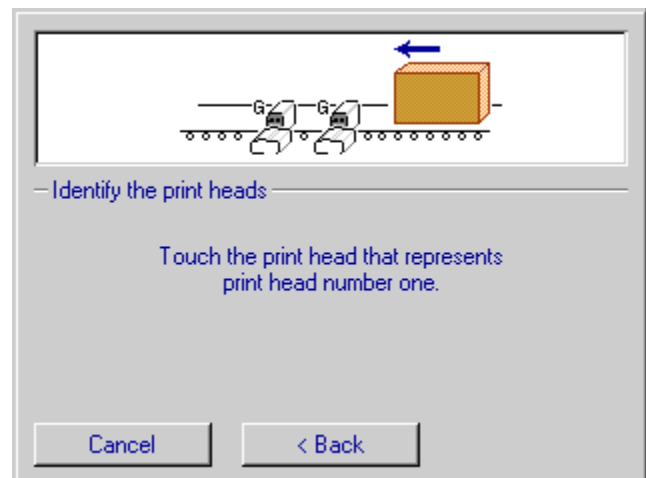 G G
Identify the print heads
Touch the print head that represents
print head number one.
Cancel < Back